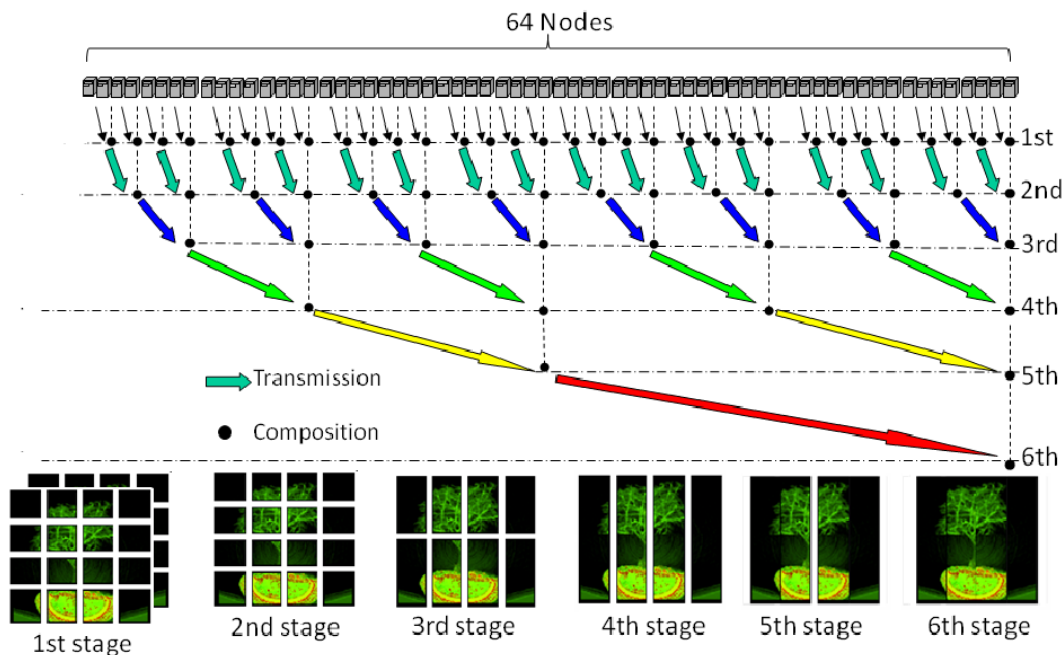 64 Nodes
1st
2nd
3rd
4th
5th
6th
Transmission
Composition
1st stage
2nd stage
3rd stage
4th stage
5th stage
6th stage